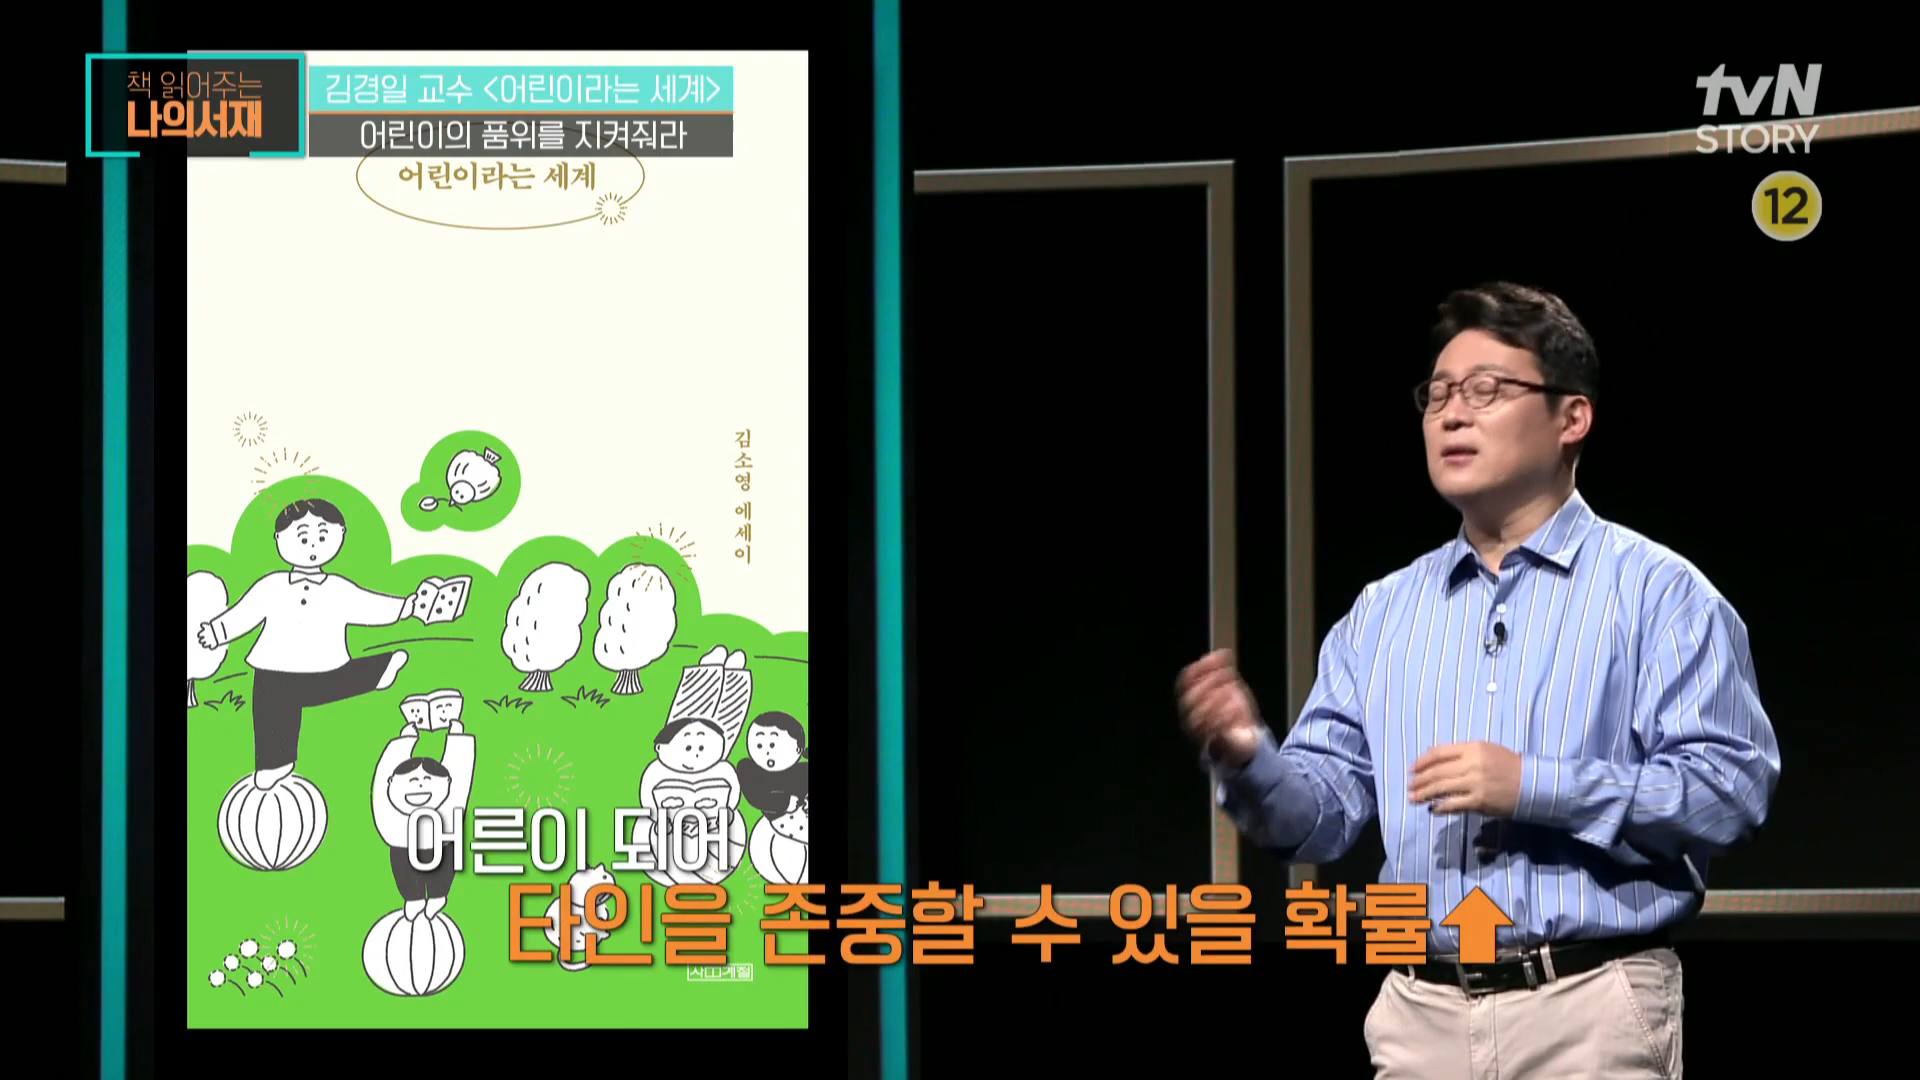 책 읽어주는
나의서재
김경일 교수 <어린이라는 세계>
어린이의 품위를 지켜줘라
tvN
STORY
12
어린이라는 세계
김소영 에세이
어른이 되어
타인을 존중할 수 있을 확률
사계절